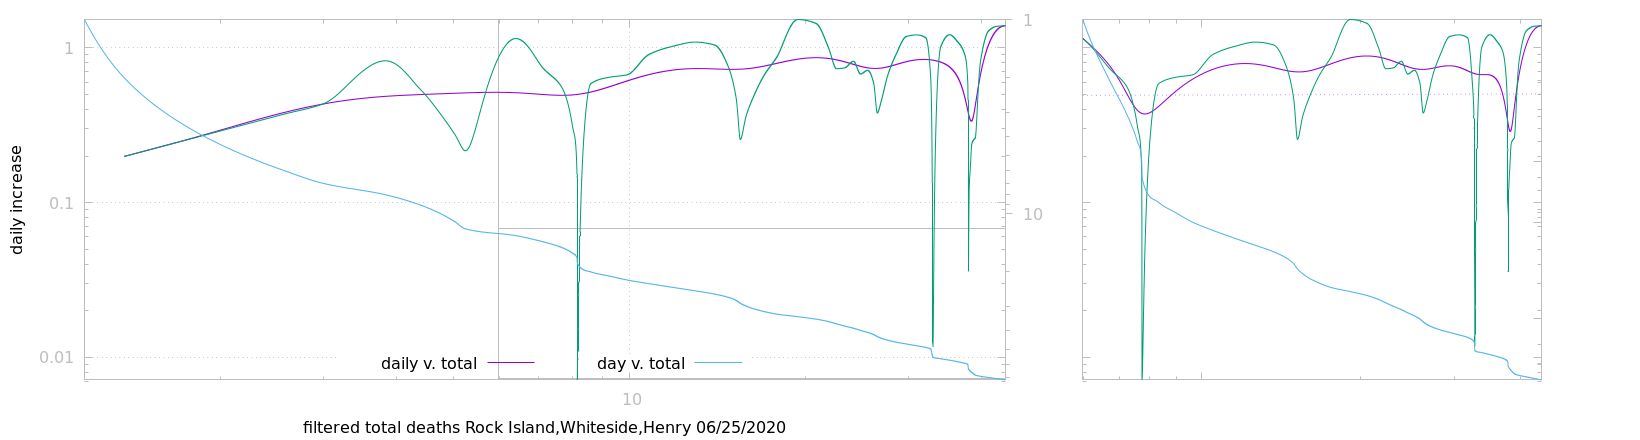 1
0.1
0.01
daily increase
daily v. total
day v. total
10
1
10
filtered total deaths Rock Island,Whiteside,Henry 06/25/2020